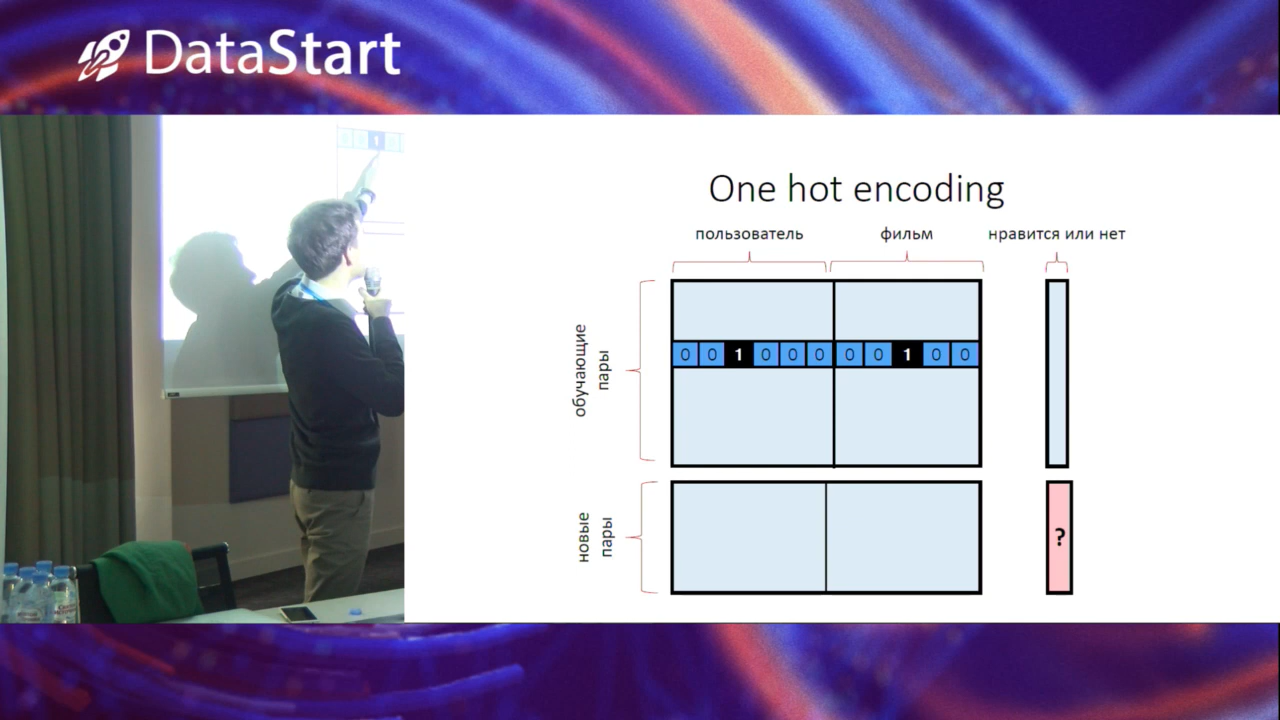 DataStart
One hot encoding
пользователь
фильм
нравится или нет
обучающие
пары
0 0 1 0 0 0 0 0 1 0 0
новые
пары
?
1